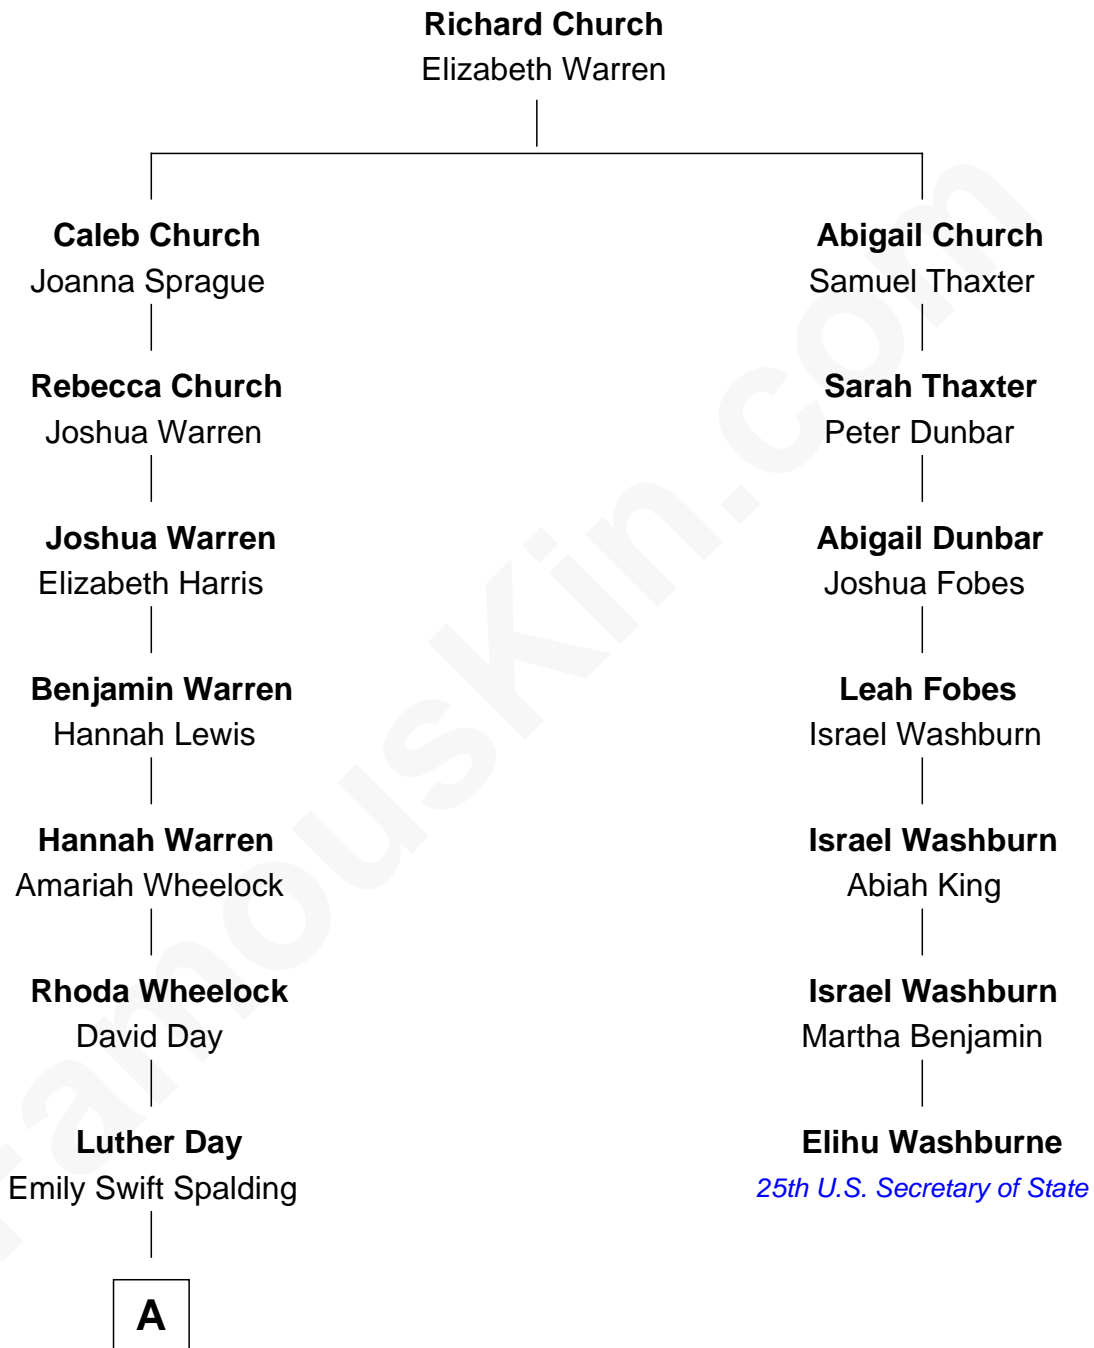 Richard Church
Elizabeth Warren
Caleb Church
Joanna Sprague
Abigail Church
Samuel Thaxter
Rebecca Church
Joshua Warren
Sarah Thaxter
Peter Dunbar
Joshua Warren
Elizabeth Harris
Abigail Dunbar
Joshua Fobes
Benjamin Warren
Hannah Lewis
Leah Fobes
Israel Washburn
Hannah Warren
Amariah Wheelock
Israel Washburn
Abiah King
Rhoda Wheelock
David Day
Israel Washburn
Martha Benjamin
Luther Day
Emily Swift Spalding
Elihu Washburne
25th U.S. Secretary of State
A
FamousKin.com